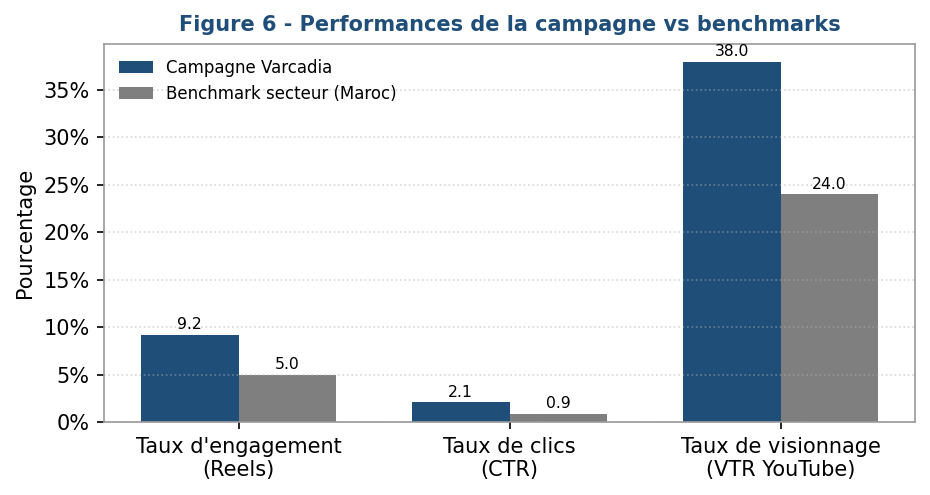 Figure 6 - Performances de la campagne vs benchmarks
Campagne Varcadia
Benchmark secteur (Maroc)
Pourcentage
35%
30%
25%
20%
15%
10%
5%
0%
9.2
5.0
2.1
0.9
38.0
24.0
Taux d'engagement
(Reels)
Taux de clics
(CTR)
Taux de visionnage
(VTR YouTube)